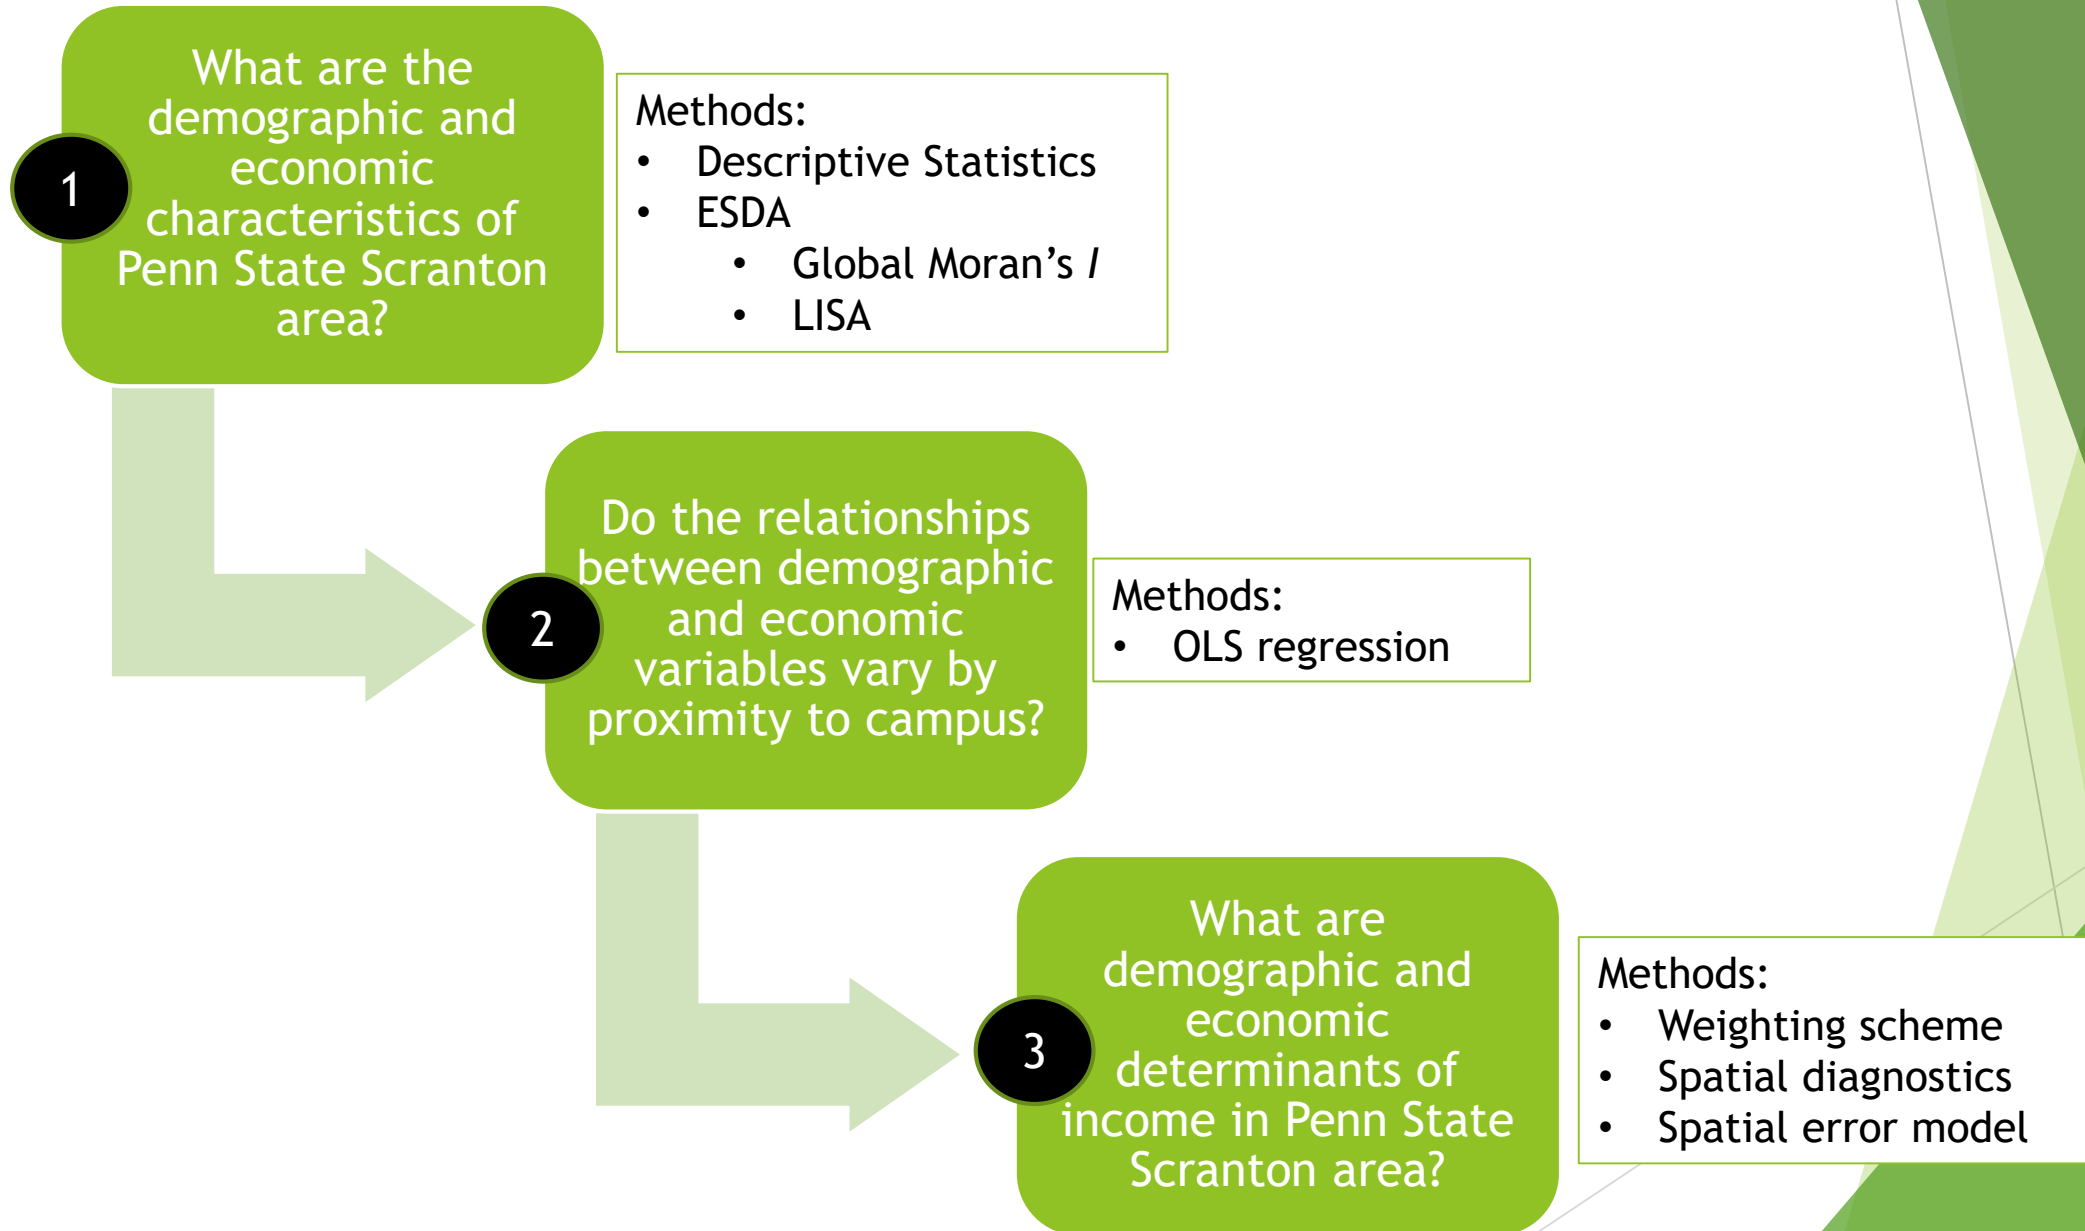 1
What are the
demographic and
economic
characteristics of
Penn State Scranton
area?
Methods:
• Descriptive Statistics
• ESDA
• Global Moran’s I
• LISA
2
Do the relationships
between demographic
and economic
variables vary by
proximity to campus?
Methods:
• OLS regression
3
What are
demographic and
economic
determinants of
income in Penn State
Scranton area?
Methods:
• Weighting scheme
• Spatial diagnostics
• Spatial error model